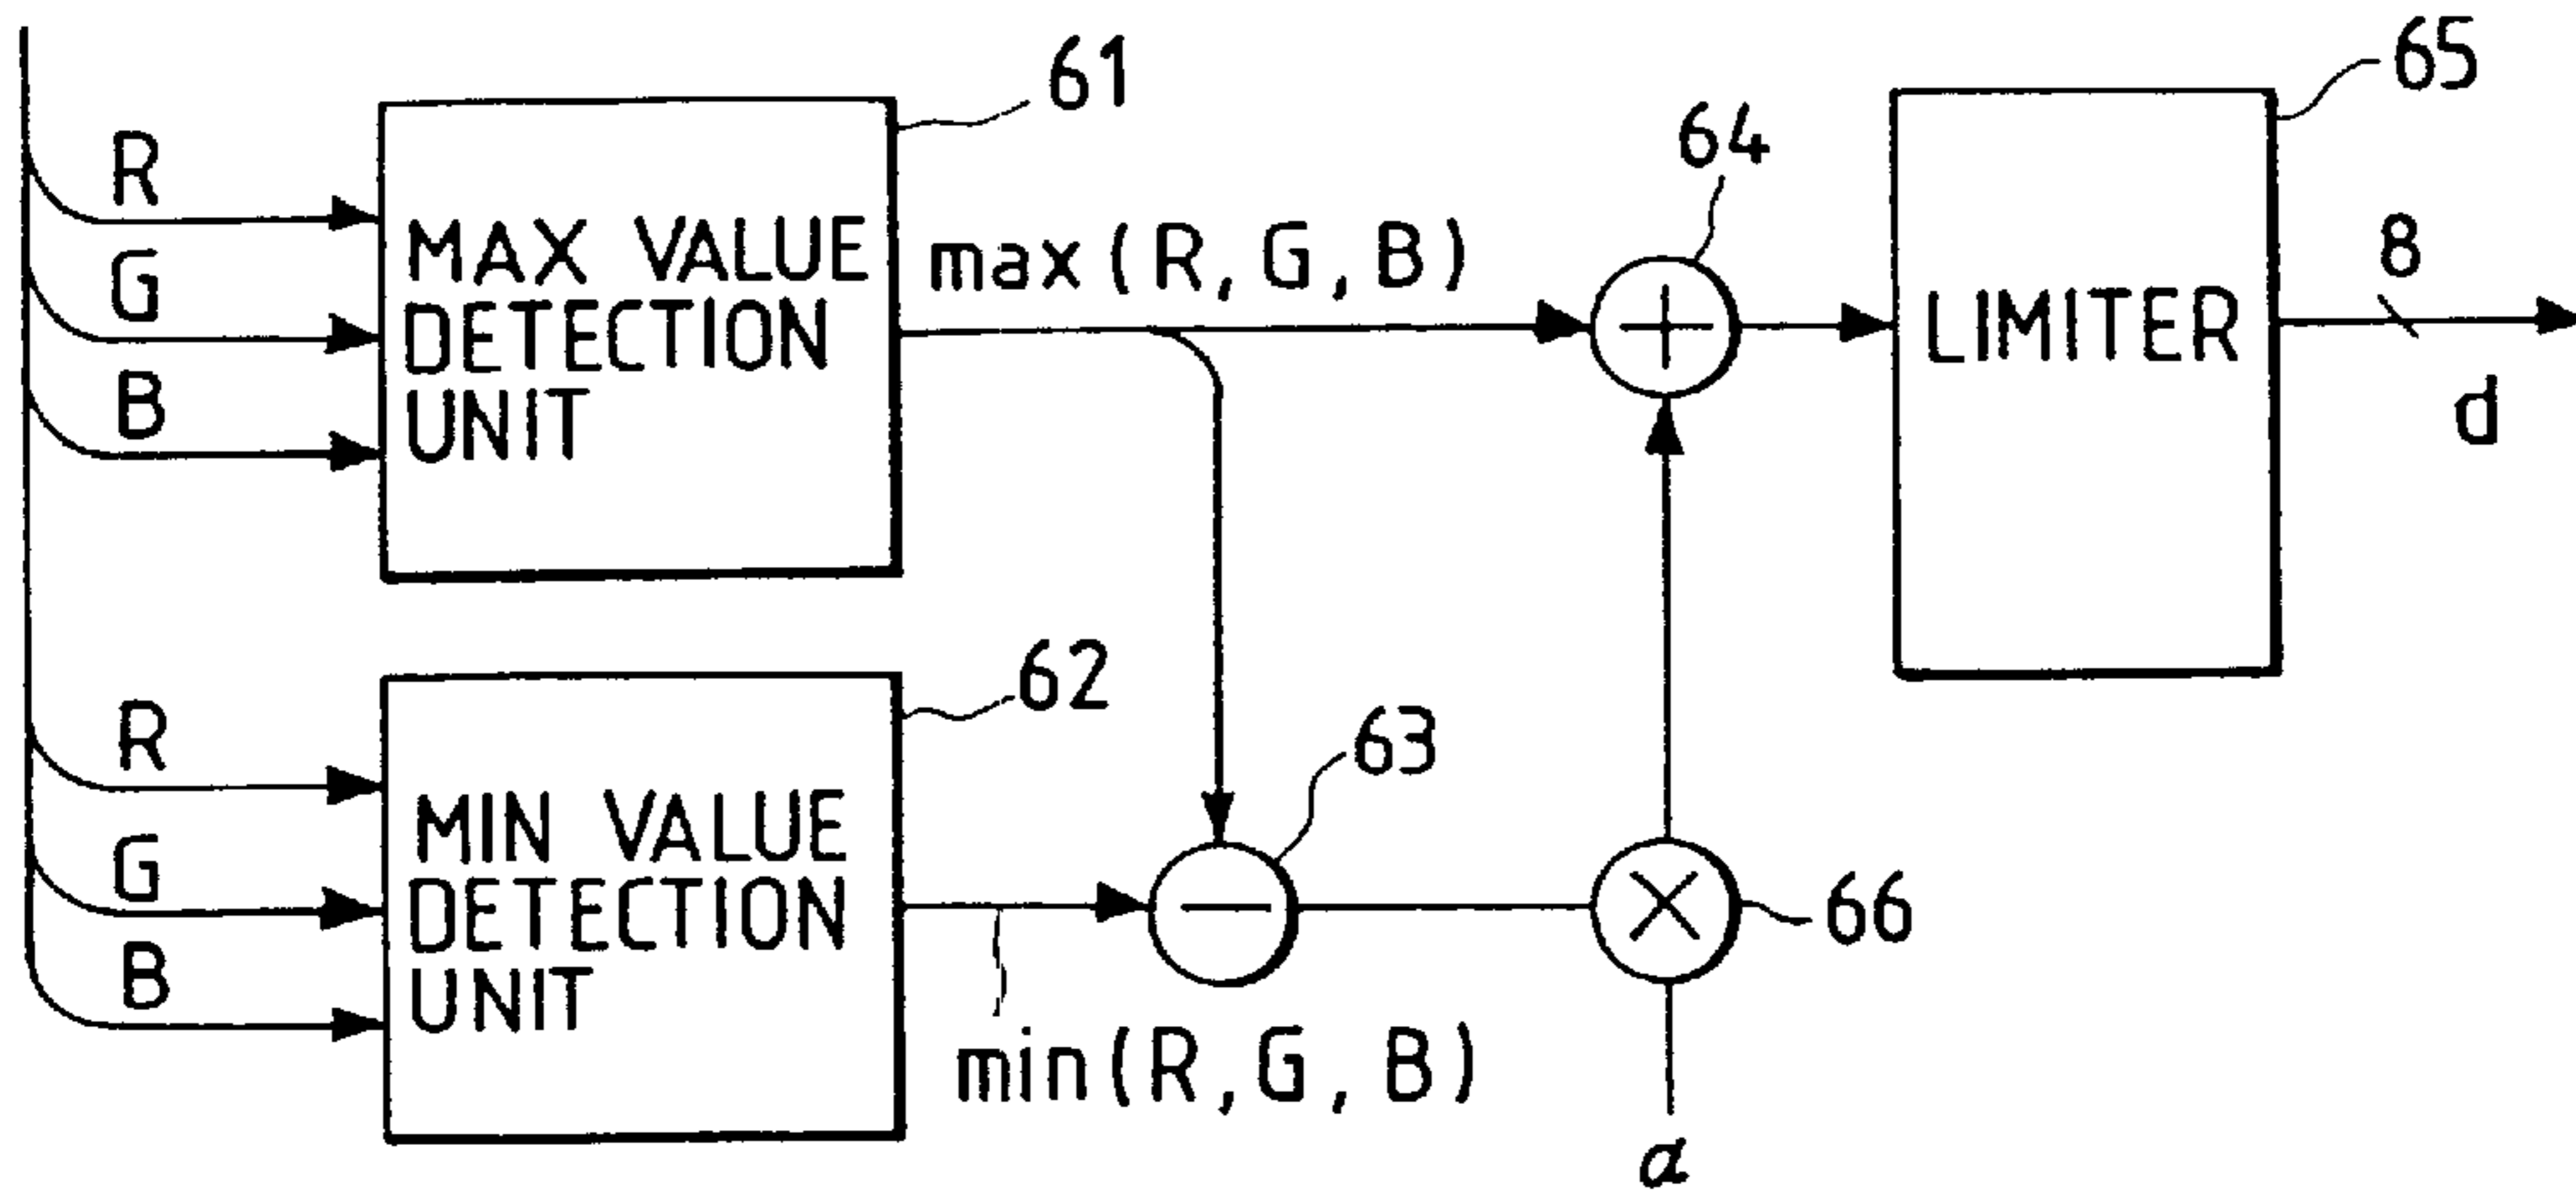 61
65
64
R
G
B
MAX VALUE
DETECTION
UNIT
max (R, G, B)
+
LIMITER
8
d
62
63
R
G
B
MIN VALUE
DETECTION
UNIT
−
×
66
min (R, G, B)
α